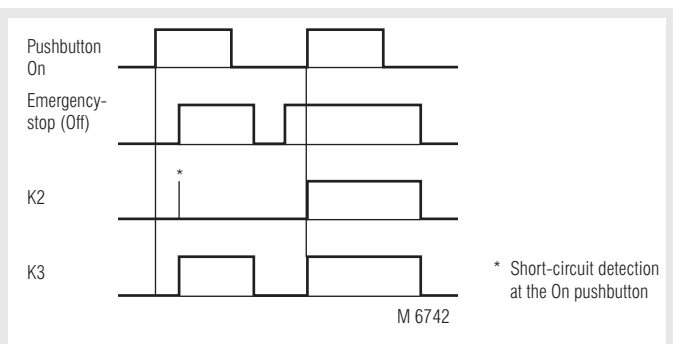 Pushbutton
On
Emergency-
stop (Off)
*
K2
K3
* Short-circuit detection
at the On pushbutton
M 6742